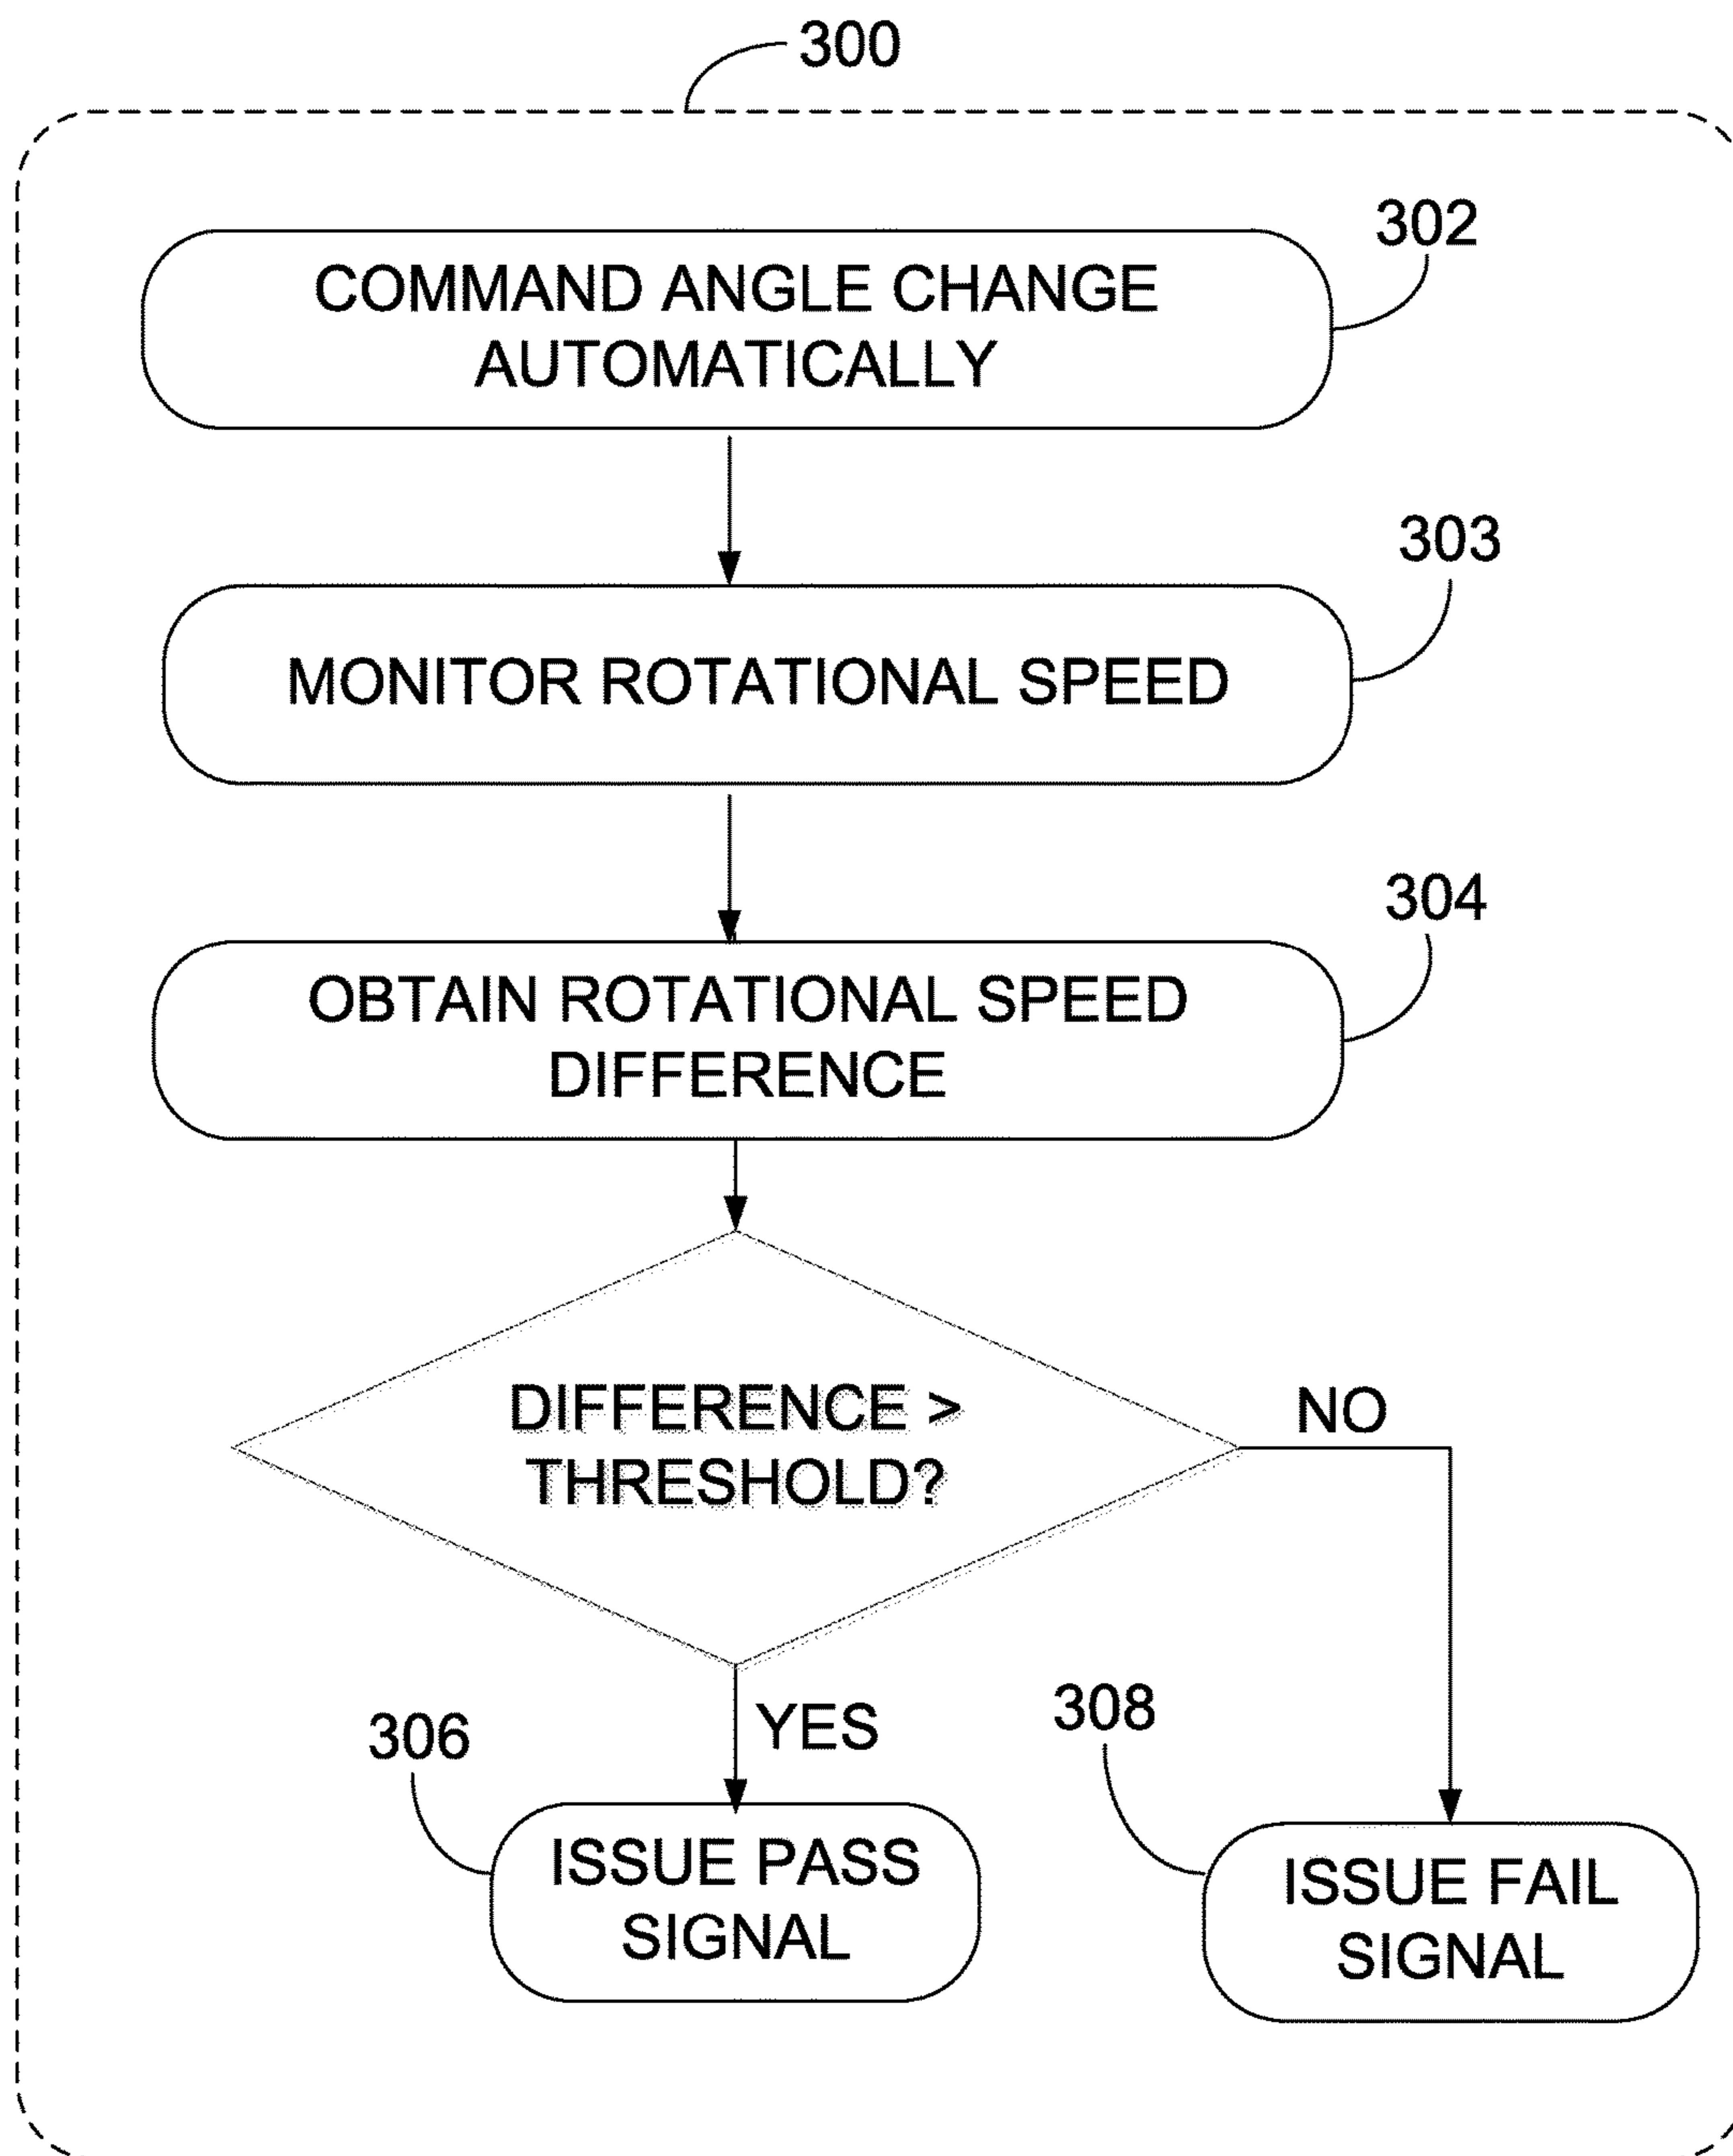 300
302
COMMAND ANGLE CHANGE
AUTOMATICALLY
303
MONITOR ROTATIONAL SPEED
304
OBTAIN ROTATIONAL SPEED
DIFFERENCE
DIFFERENCE >
THRESHOLD?
NO
YES
306
308
ISSUE PASS
SIGNAL
ISSUE FAIL
SIGNAL